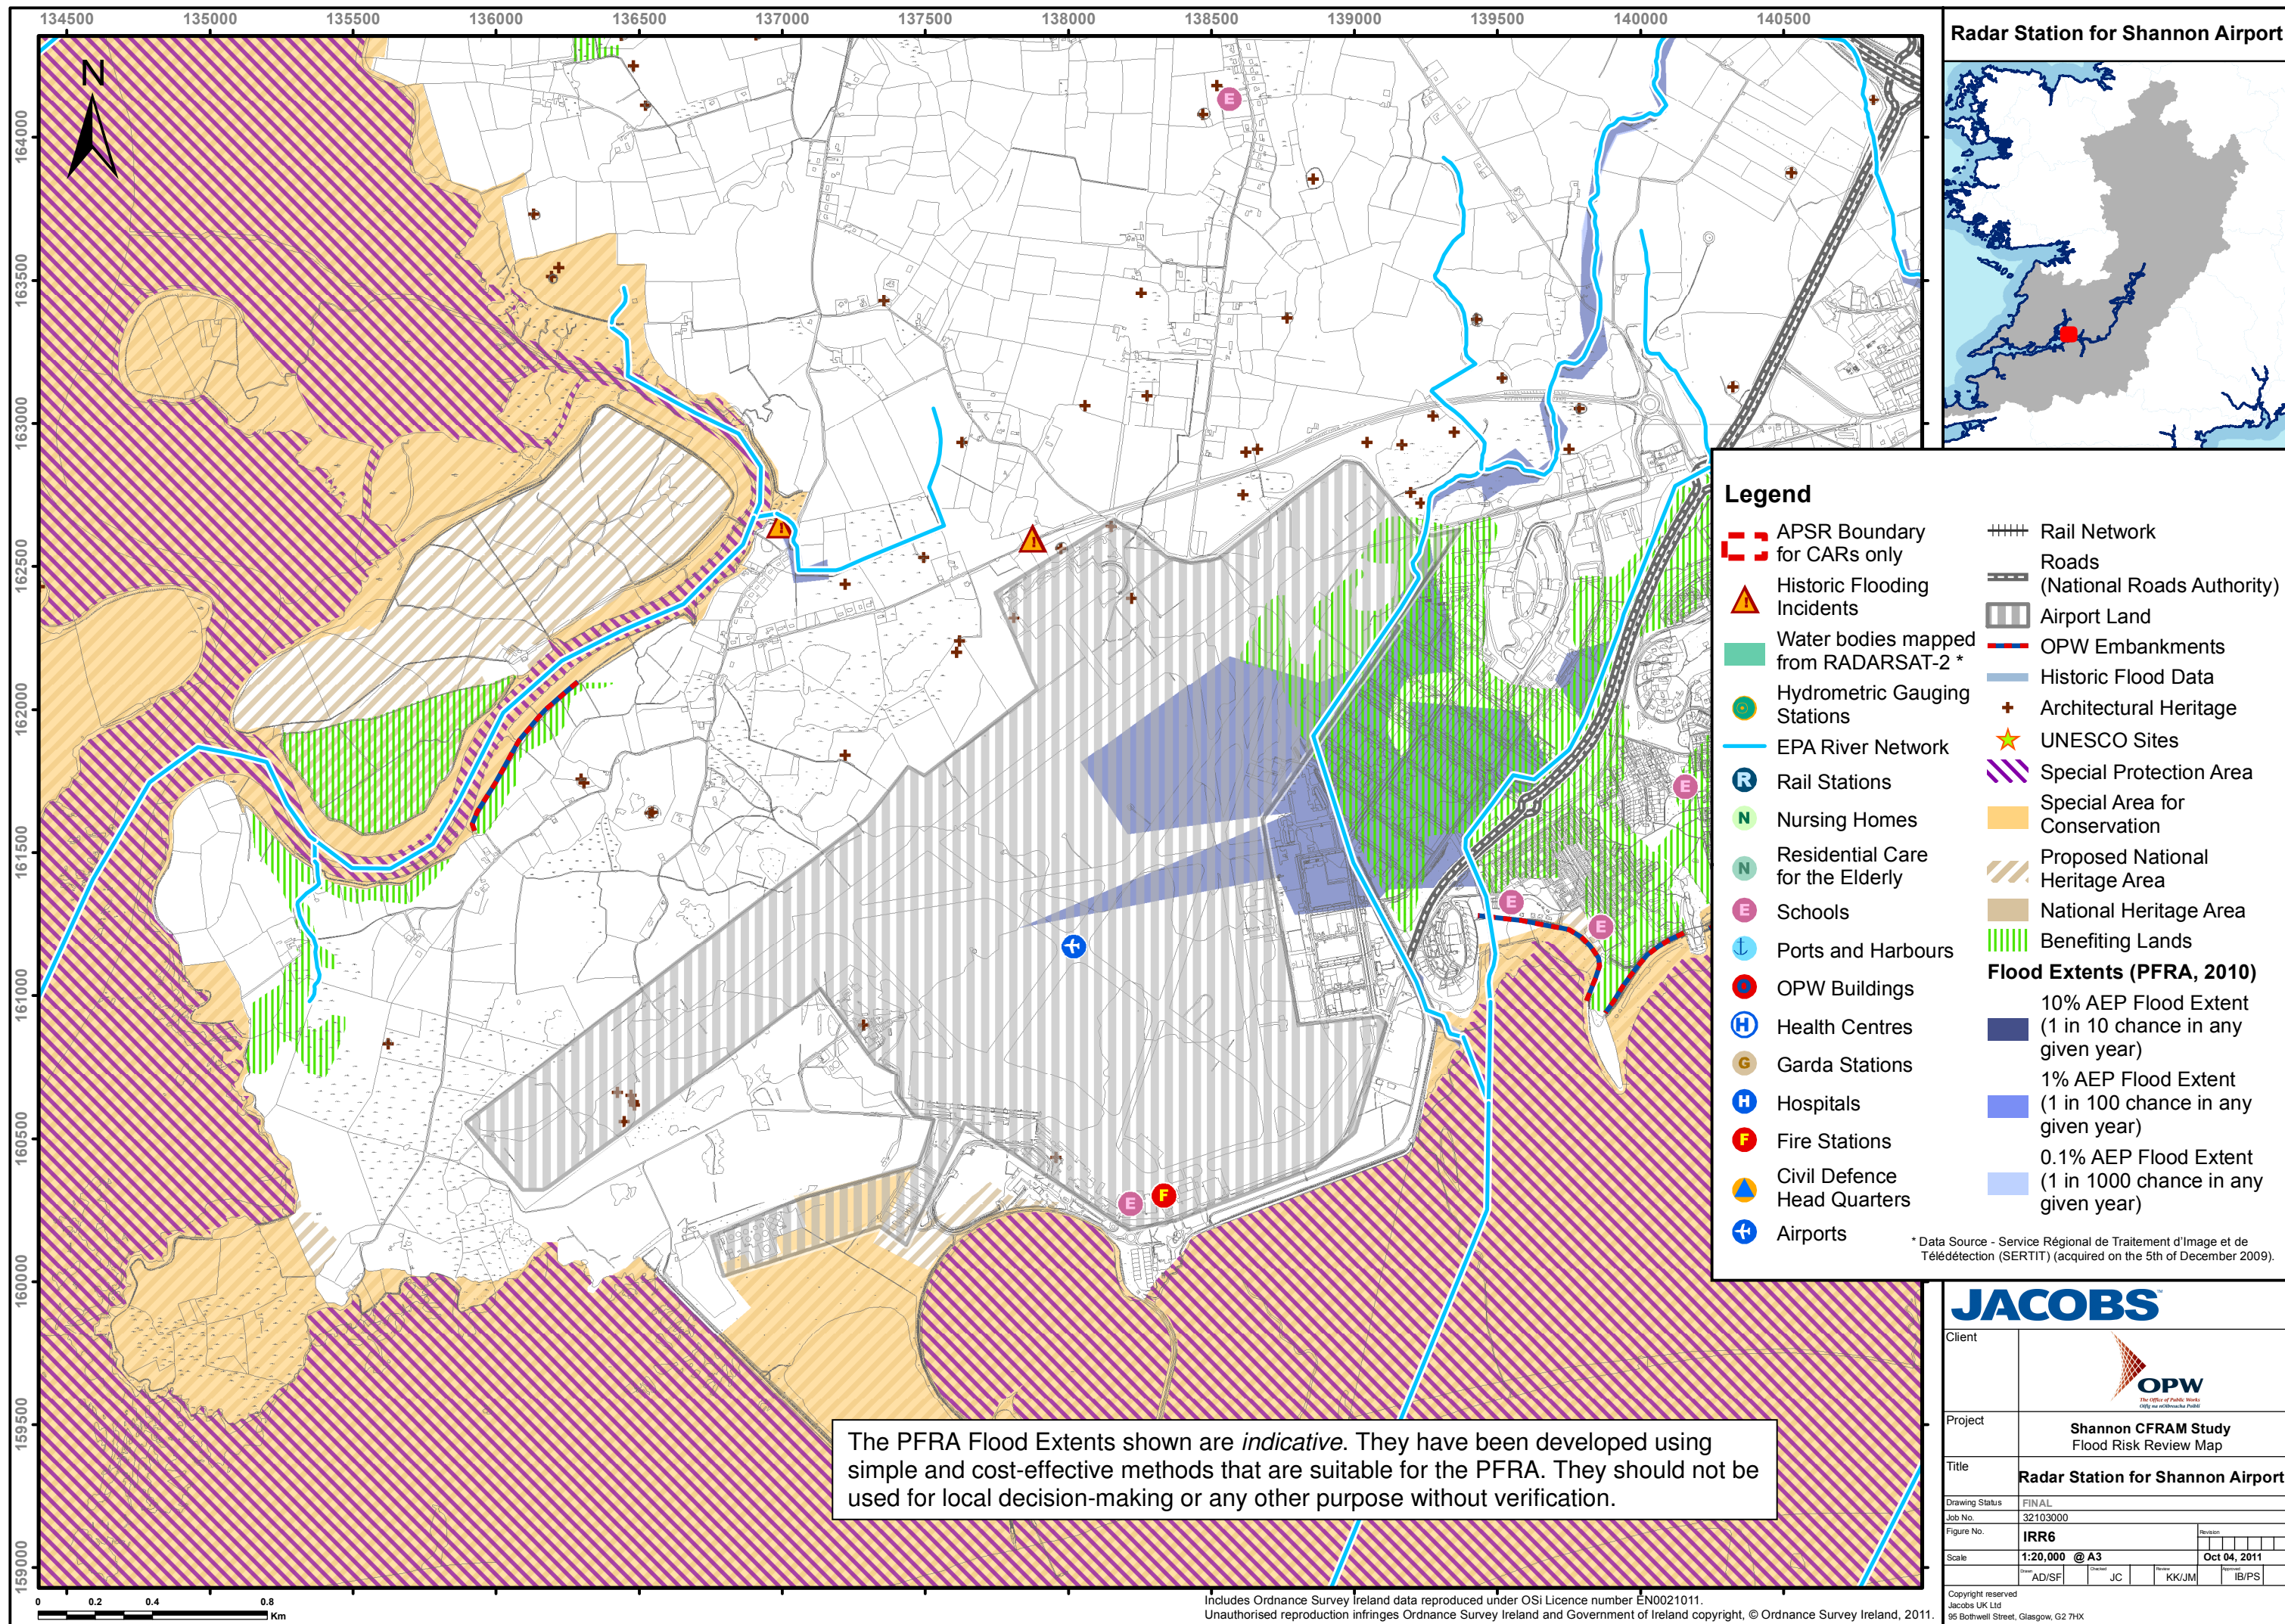 134500 135000 135500 136000 136500 137000 137500 138000 138500 139000 139500 140000 140500
164000
163500
163000
162500
162000
161500
161000
160500
160000
159500
159000
N
E
E
E
E
E
F
Radar Station for Shannon Airport
Legend
APSR Boundary
for CARs only
Historic Flooding
Incidents
Water bodies mapped
from RADARSAT-2 *
Hydrometric Gauging
Stations
EPA River Network
R Rail Stations
N Nursing Homes
N Residential Care
for the Elderly
E Schools
Ports and Harbours
O OPW Buildings
H Health Centres
G Garda Stations
H Hospitals
F Fire Stations
Civil Defence
Head Quarters
Airports
Rail Network
Roads
(National Roads Authority)
Airport Land
OPW Embankments
Historic Flood Data
Architectural Heritage
UNESCO Sites
Special Protection Area
Special Area for
Conservation
Proposed National
Heritage Area
National Heritage Area
Benefiting Lands
Flood Extents (PFRA, 2010)
10% AEP Flood Extent
(1 in 10 chance in any
given year)
1% AEP Flood Extent
(1 in 100 chance in any
given year)
0.1% AEP Flood Extent
(1 in 1000 chance in any
given year)
* Data Source - Service Régional de Traitement d'Image et de
Télédétection (SERTIT) (acquired on the 5th of December 2009).
The PFRA Flood Extents shown are indicative. They have been developed using
simple and cost-effective methods that are suitable for the PFRA. They should not be
used for local decision-making or any other purpose without verification.
JACOBS™
Client
OPW
The Office of Public Works
Oifig na nOibreacha Poiblí
Project
Shannon CFRAM Study
Flood Risk Review Map
Title
Radar Station for Shannon Airport
Drawing Status FINAL
Job No. 32103000
Figure No. IRR6 Revision
Scale 1:20,000 @ A3 Oct 04, 2011
Drawn AD/SF Checked JC Review KK/JM Approved IB/PS
Copyright reserved
Jacobs UK Ltd
95 Bothwell Street, Glasgow, G2 7HX
0 0.2 0.4 0.8
Km
Includes Ordnance Survey Ireland data reproduced under OSi Licence number EN0021011.
Unauthorised reproduction infringes Ordnance Survey Ireland and Government of Ireland copyright, © Ordnance Survey Ireland, 2011.